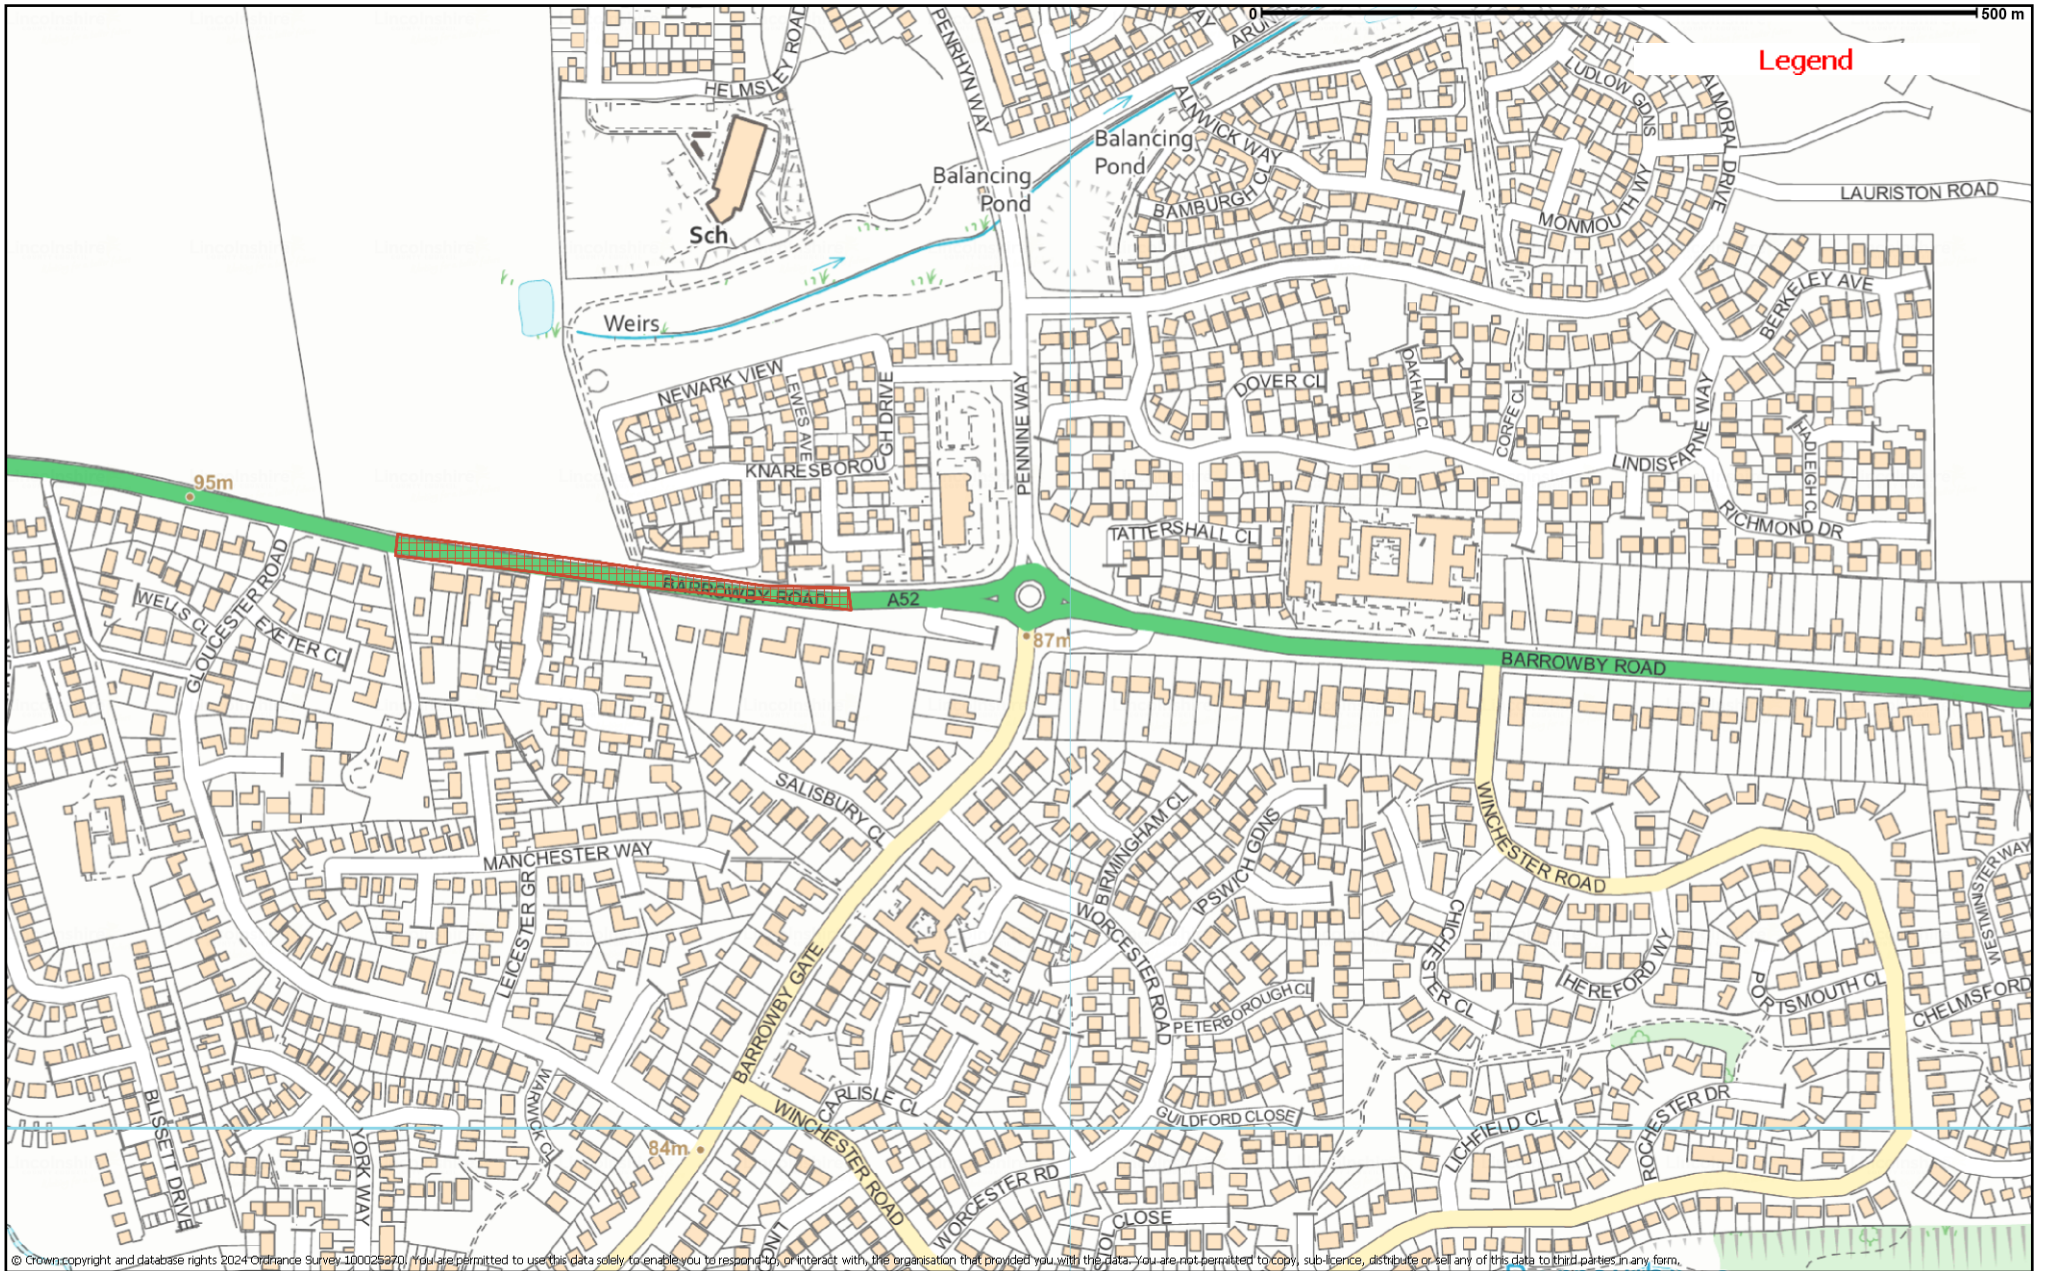 0 500 m
Legend
HELMSLEY ROAD
PENRHYN WAY
LUDLOW GDNS
ALNWICK WAY
Balancing
Pond
Balancing
Pond
BAMBURGH CL
MONMOUTH WY
LAURISTON ROAD
Sch
BERKELEY AVE
Weirs
NEWARK VIEW
LEWES AVE
GH DRIVE
KNARESBOROU
PENNINE WAY
DOVER CL
OAKHAM CL
CORFE CL
LINDISFARNE WAY
HADLEIGH CL
RICHMOND DR
TATTERSHALL CL
95m
BARROWBY ROAD
A52
87m
BARROWBY ROAD
GLOUCESTER ROAD
WELLS CL
EXETER CL
SALISBURY CL
MANCHESTER WAY
LEICESTER GR
BIRMINGHAM CL
IPSWICH GDNS
WINCHESTER ROAD
WESTMINSTER WAY
WORCESTER ROAD
CHICHESTER CL
HEREFORD WY
PORTSMOUTH CL
CHELMSFORD
BARROWBY GATE
PETERBOROUGH CL
WARWICK CL
CARLISLE CL
GUILDFORD CLOSE
LICHFIELD CL
ROCHESTER DR
BLISSETT DRIVE
YORK WAY
84m
WINCHESTER ROAD
WORCESTER RD
CLOSE
© Crown copyright and database rights 2024 Ordnance Survey 100025370. You are permitted to use this data solely to enable you to respond to, or interact with, the organisation that provided you with the data. You are not permitted to copy, sub-licence, distribute or sell any of this data to third parties in any form.